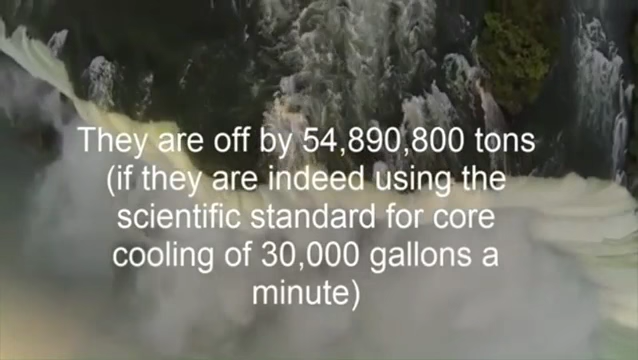 They are off by 54,890,800 tons
(if they are indeed using the
scientific standard for core
cooling of 30,000 gallons a
minute)